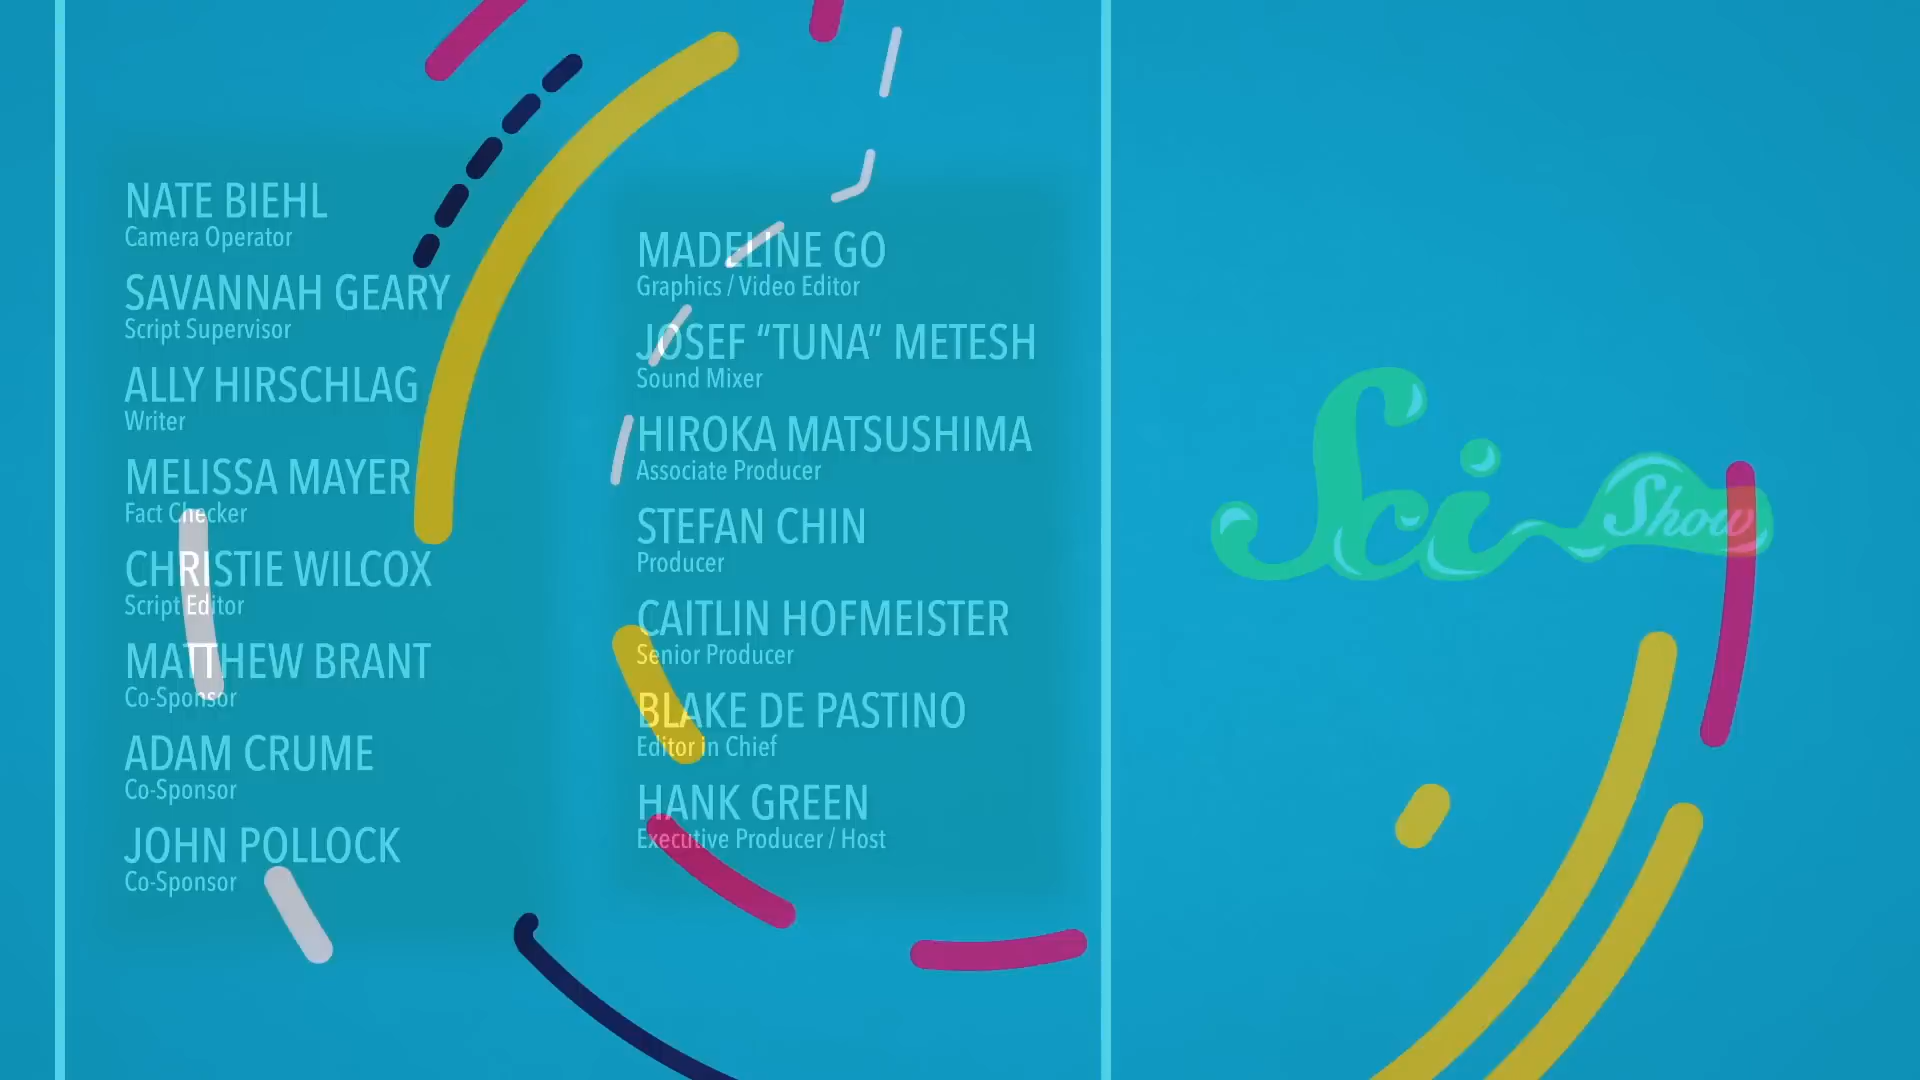 NATE BIEHL
Camera Operator
SAVANNAH GEARY
Script Supervisor
ALLY HIRSCHLAG
Writer
MELISSA MAYER
Fact Checker
CHRISTIE WILCOX
Script Editor
MATTHEW BRANT
Co-Sponsor
ADAM CRUME
Co-Sponsor
JOHN POLLOCK
Co-Sponsor
MADELINE GO
Graphics / Video Editor
JOSEF “TUNA” METESH
Sound Mixer
HIROKA MATSUSHIMA
Associate Producer
STEFAN CHIN
Producer
CAITLIN HOFMEISTER
Senior Producer
BLAKE DE PASTINO
Editor in Chief
HANK GREEN
Executive Producer / Host
Sci Show